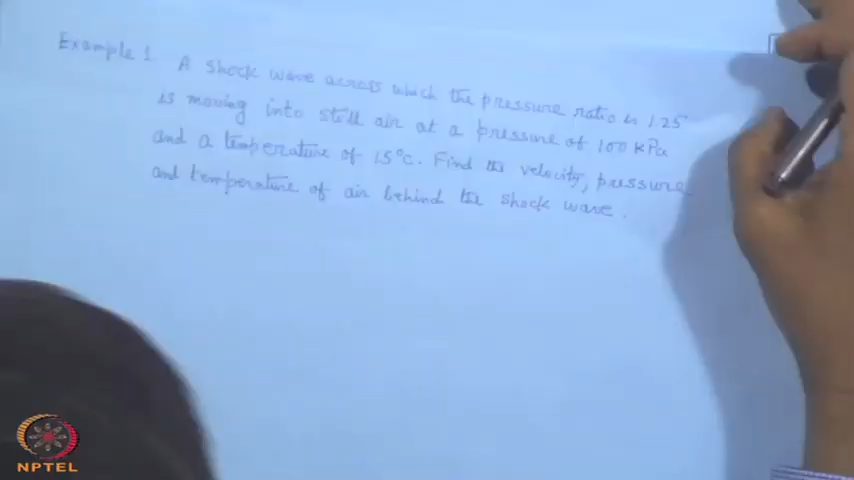 Example 1 A shock wave across which the pressure ratio is 1.25
is moving into still air at a pressure of 100 kPa
and a temperature of 15°C. Find the velocity, pressure
and temperature of air behind the shock wave.
NPTEL